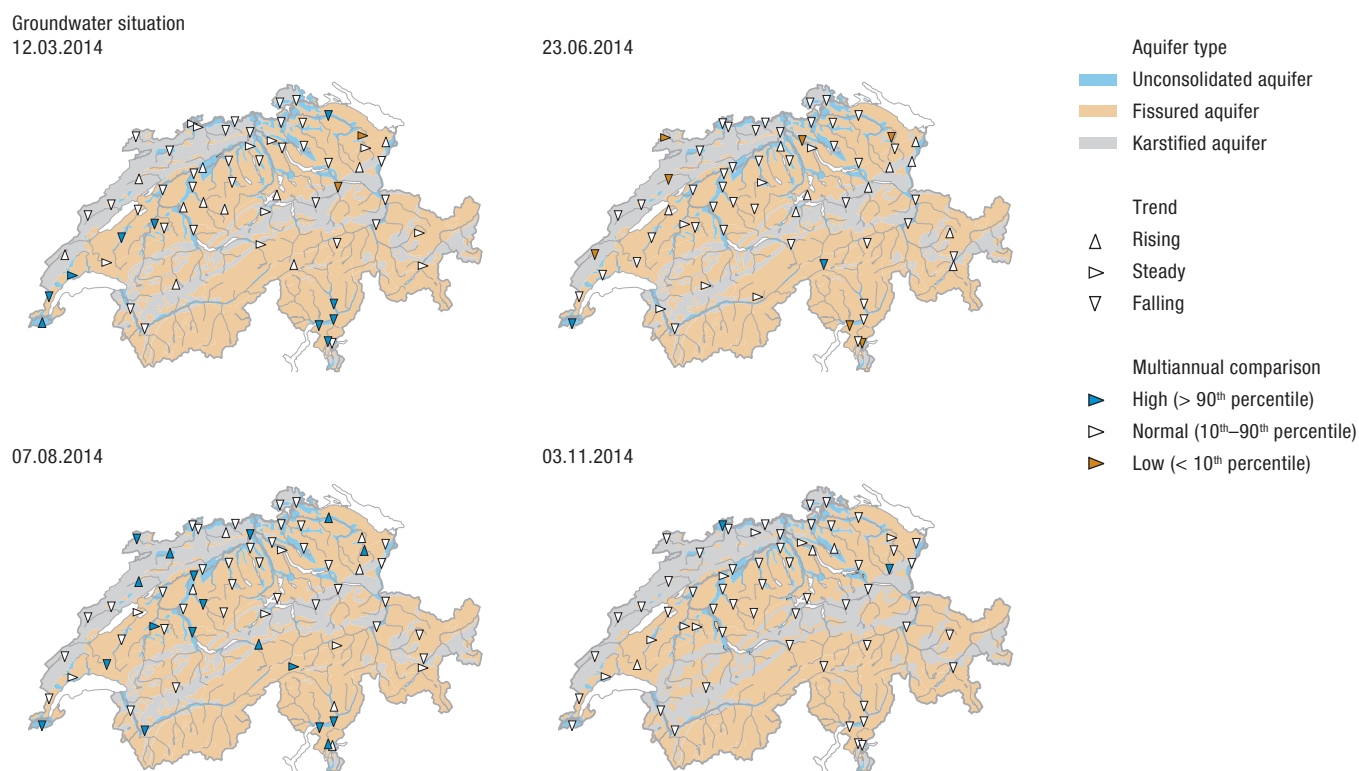 Groundwater situation
12.03.2014
23.06.2014
07.08.2014
03.11.2014
Aquifer type
Unconsolidated aquifer
Fissured aquifer
Karstified aquifer
Trend
Rising
Steady
Falling
Multiannual comparison
High (> 90th percentile)
Normal (10th–90th percentile)
Low (< 10th percentile)